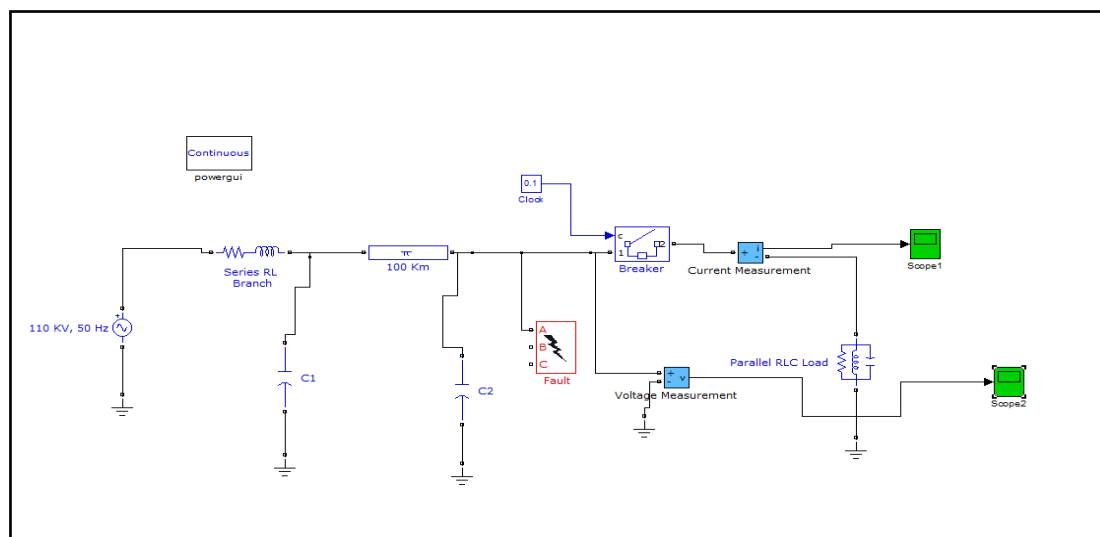 Continuous
powergui
0.1
Clock
c
1
2
Breaker
Series RL
Branch
π
100 Km
+
i
-
Current Measurement
Scope1
110 KV, 50 Hz
+
A
B
C
Fault
C1
C2
+
-
v
Voltage Measurement
Parallel RLC Load
Scope2